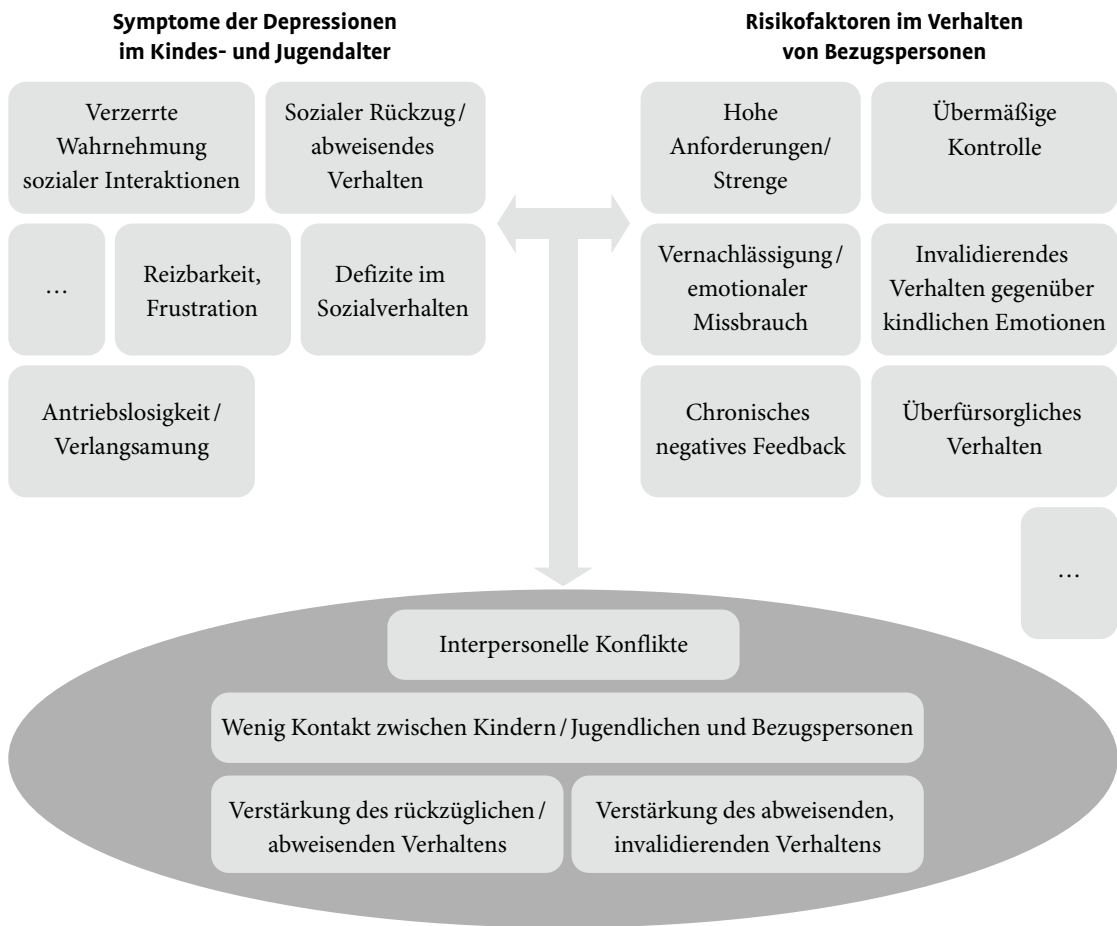 Symptome der Depressionen
im Kindes- und Jugendalter
Verzerrte
Wahrnehmung
sozialer Interaktionen
Sozialer Rückzug/
abweisendes
Verhalten
…
Reizbarkeit,
Frustration
Defizite im
Sozialverhalten
Antriebslosigkeit/
Verlangsamung
Risikofaktoren im Verhalten
von Bezugspersonen
Hohe
Anforderungen/
Strenge
Übermäßige
Kontrolle
Vernachlässigung/
emotionaler
Missbrauch
Invalidierendes
Verhalten gegenüber
kindlichen Emotionen
Chronisches
negatives Feedback
Überfürsorgliches
Verhalten
…
Interpersonelle Konflikte
Wenig Kontakt zwischen Kindern/Jugendlichen und Bezugspersonen
Verstärkung des rückzüglichen/
abweisenden Verhaltens
Verstärkung des abweisenden,
invalidierenden Verhaltens